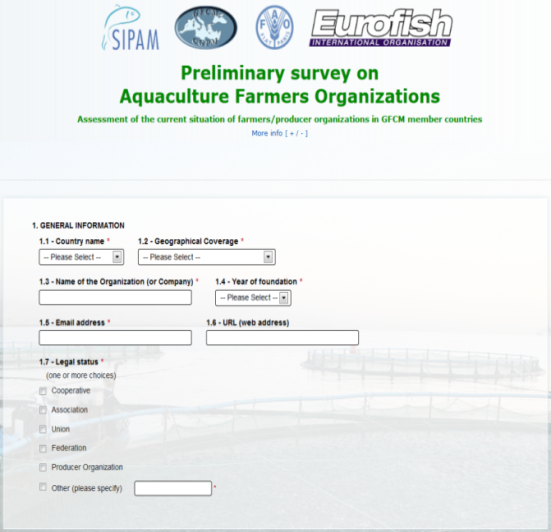 SIPAM
FAO
FIAT PANIS
Eurofish
INTERNATIONAL ORGANISATION
Preliminary survey on
Aquaculture Farmers Organizations
Assessment of the current situation of farmers/producer organizations in GFCM member countries
More info [ + / - ]
1. GENERAL INFORMATION
1.1 - Country name * 1.2 - Geographical Coverage *
-- Please Select -- -- Please Select --
1.3 - Name of the Organization (or Company) * 1.4 - Year of foundation *
-- Please Select --
1.5 - Email address * 1.6 - URL (web address)
1.7 - Legal status *
(one or more choices)
Cooperative
Association
Union
Federation
Producer Organization
Other (please specify) *